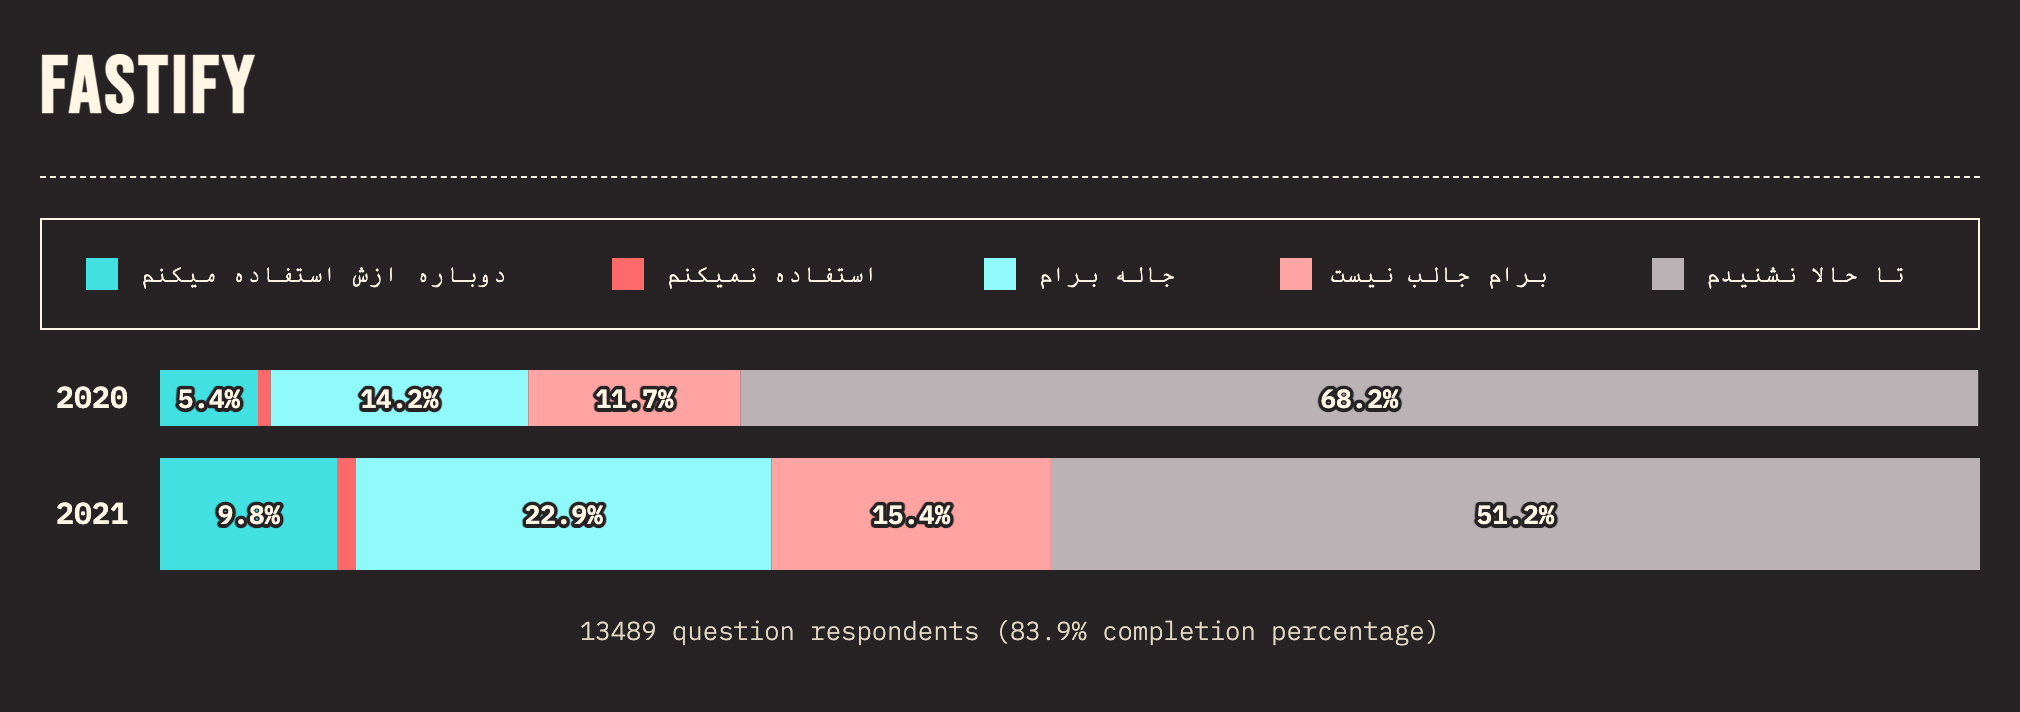 FASTIFY
دوباره ازش استفاده میکنم
استفاده نمیکنم
جاله برام
برام جالب نیست
تا حالا نشنیدم
2020 5.4% 14.2% 11.7% 68.2%
2021 9.8% 22.9% 15.4% 51.2%
13489 question respondents (83.9% completion percentage)